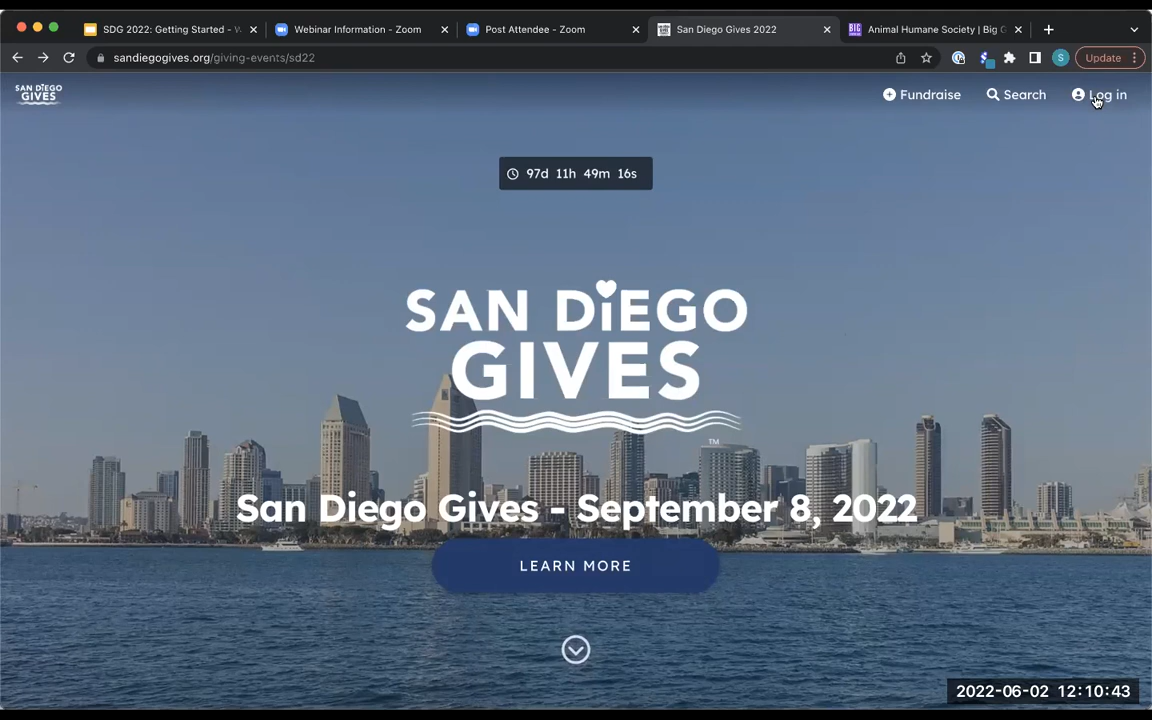 SDG 2022: Getting Started -
Webinar Information - Zoom
Post Attendee - Zoom
San Diego Gives 2022
Animal Humane Society | Big
sandiegogives.org/giving-events/sd22
S
Update
SAN DIEGO
GIVES
Fundraise
Search
Log in
97d 11h 49m 16s
SAN DiEGO
GIVES
TM
San Diego Gives - September 8, 2022
LEARN MORE
2022-06-02 12:10:43